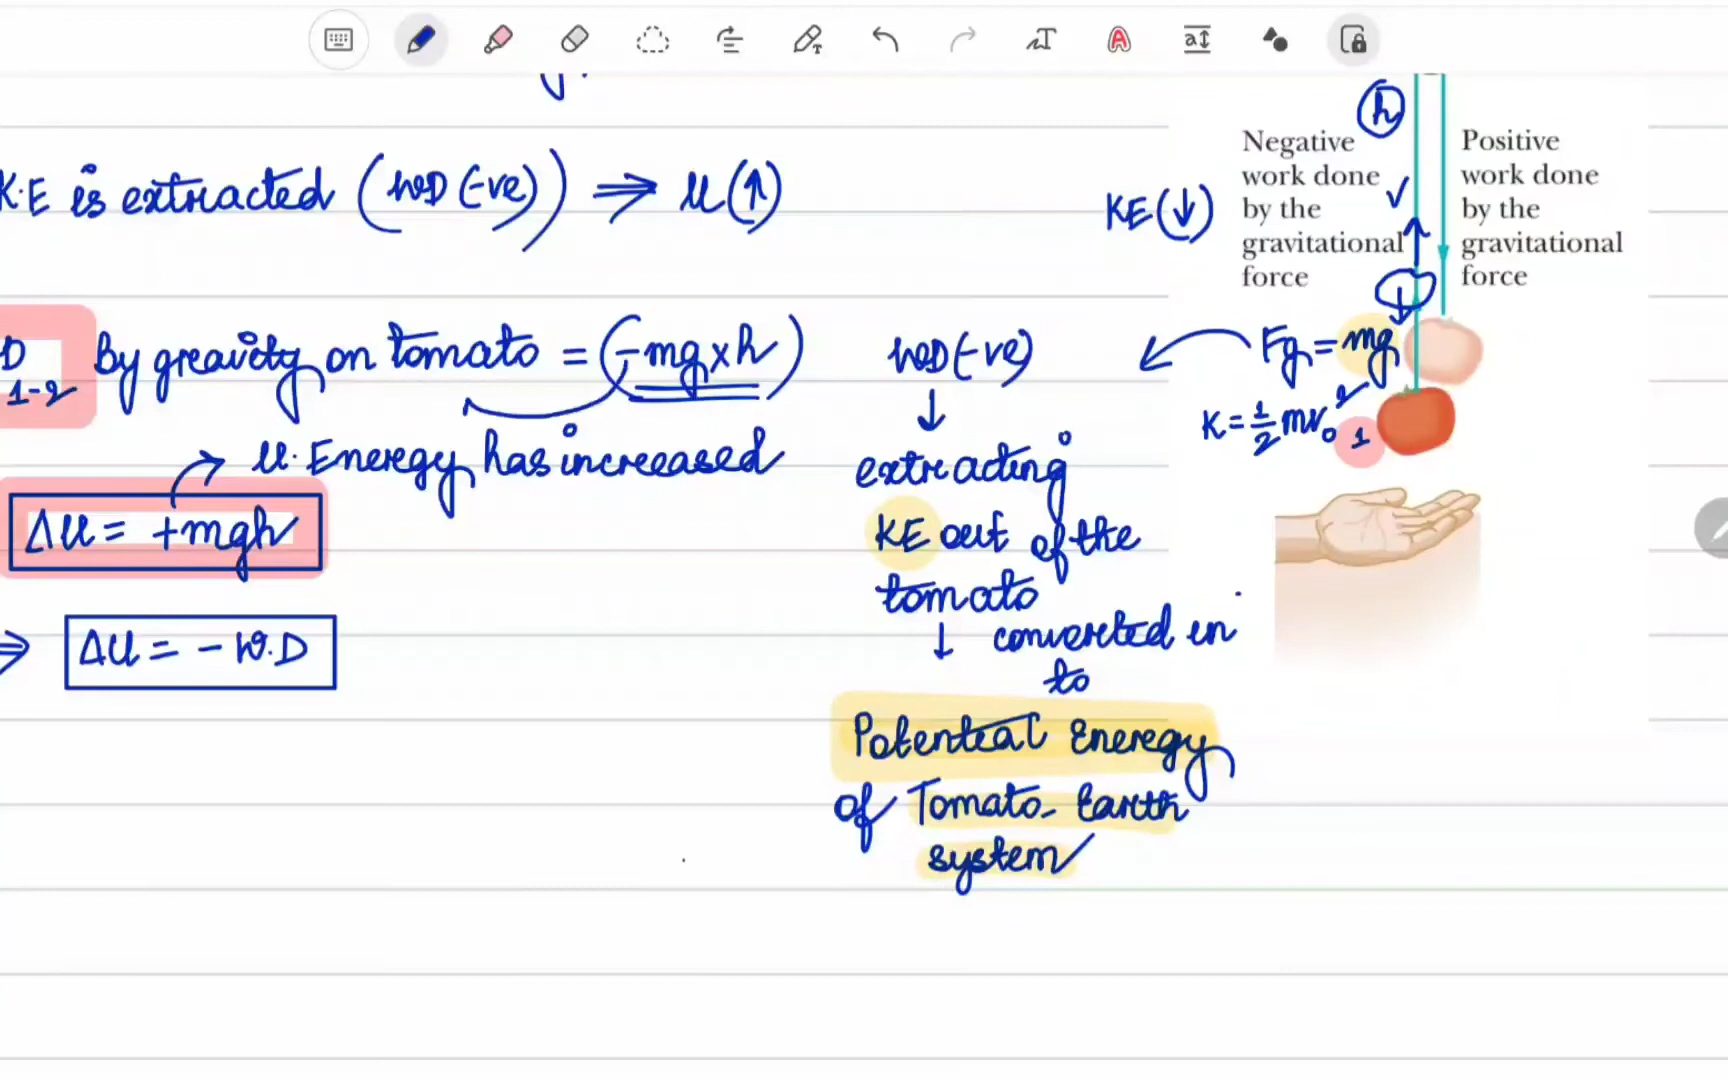 K.E is extracted (WD (-ve)) ⇒ U(↑)
D
1-2
By gravity on tomato = (-mg x h)
U. Energy has increased
ΔU = +mgh
⇒ ΔU = - W.D
WD(-ve)
↓
extracting
KE out of the
tomato
↓ converted in
to
Potential Energy
of Tomato- Earth
system
h
KE(↓)
Negative
work done
by the
gravitational
force
Positive
work done
by the
gravitational
force
Fg = mg
K = 1/2 mv₀²
1